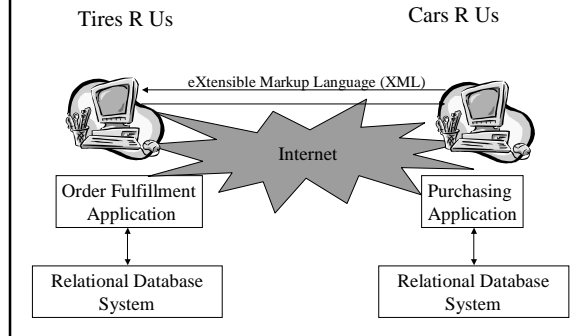 Tires R Us
Cars R Us
eXtensible Markup Language (XML)
Internet
Order Fulfillment
Application
Purchasing
Application
Relational Database
System
Relational Database
System